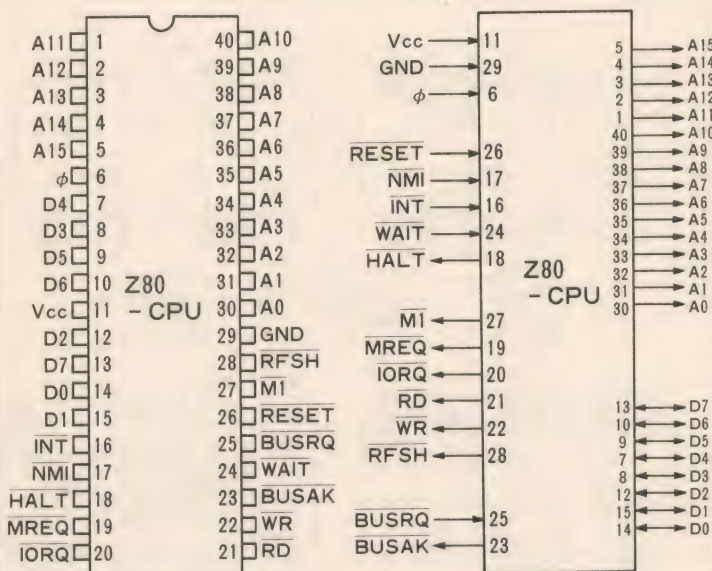 A11 1 40 A10
A12 2 39 A9
A13 3 38 A8
A14 4 37 A7
A15 5 36 A6
φ 6 35 A5
D4 7 34 A4
D3 8 33 A3
D5 9 32 A2
D6 10 31 A1
Vcc 11 30 A0
D2 12 29 GND
D7 13 28 RFSH
D0 14 27 M1
D1 15 26 RESET
INT 16 25 BUSRQ
NMI 17 24 WAIT
HALT 18 23 BUSAK
MREQ 19 22 WR
IORQ 20 21 RD
Z80
-CPU
Vcc 11
GND 29
φ 6
RESET 26
NMI 17
INT 16
WAIT 24
HALT 18
M1 27
MREQ 19
IORQ 20
RD 21
WR 22
RFSH 28
BUSRQ 25
BUSAK 23
Z80
-CPU
5 A15
4 A14
3 A13
2 A12
1 A11
40 A10
39 A9
38 A8
37 A7
36 A6
35 A5
34 A4
33 A3
32 A2
31 A1
30 A0
13 D7
10 D6
9 D5
7 D4
8 D3
12 D2
15 D1
14 D0